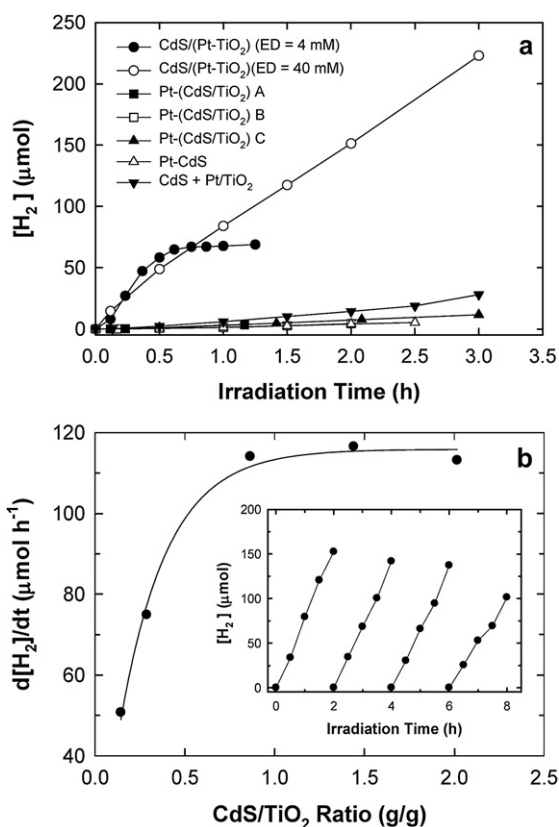 a
CdS/(Pt-TiO2) (ED = 4 mM)
CdS/(Pt-TiO2)(ED = 40 mM)
Pt-(CdS/TiO2) A
Pt-(CdS/TiO2) B
Pt-(CdS/TiO2) C
Pt-CdS
CdS + Pt/TiO2
[H2] (μmol)
250
200
150
100
50
0
0.0 0.5 1.0 1.5 2.0 2.5 3.0 3.5
Irradiation Time (h)
b
d[H2]/dt (μmol h-1)
120
100
80
60
40
[H2] (μmol)
200
150
100
50
0
0 2 4 6 8
Irradiation Time (h)
0.0 0.5 1.0 1.5 2.0 2.5
CdS/TiO2 Ratio (g/g)